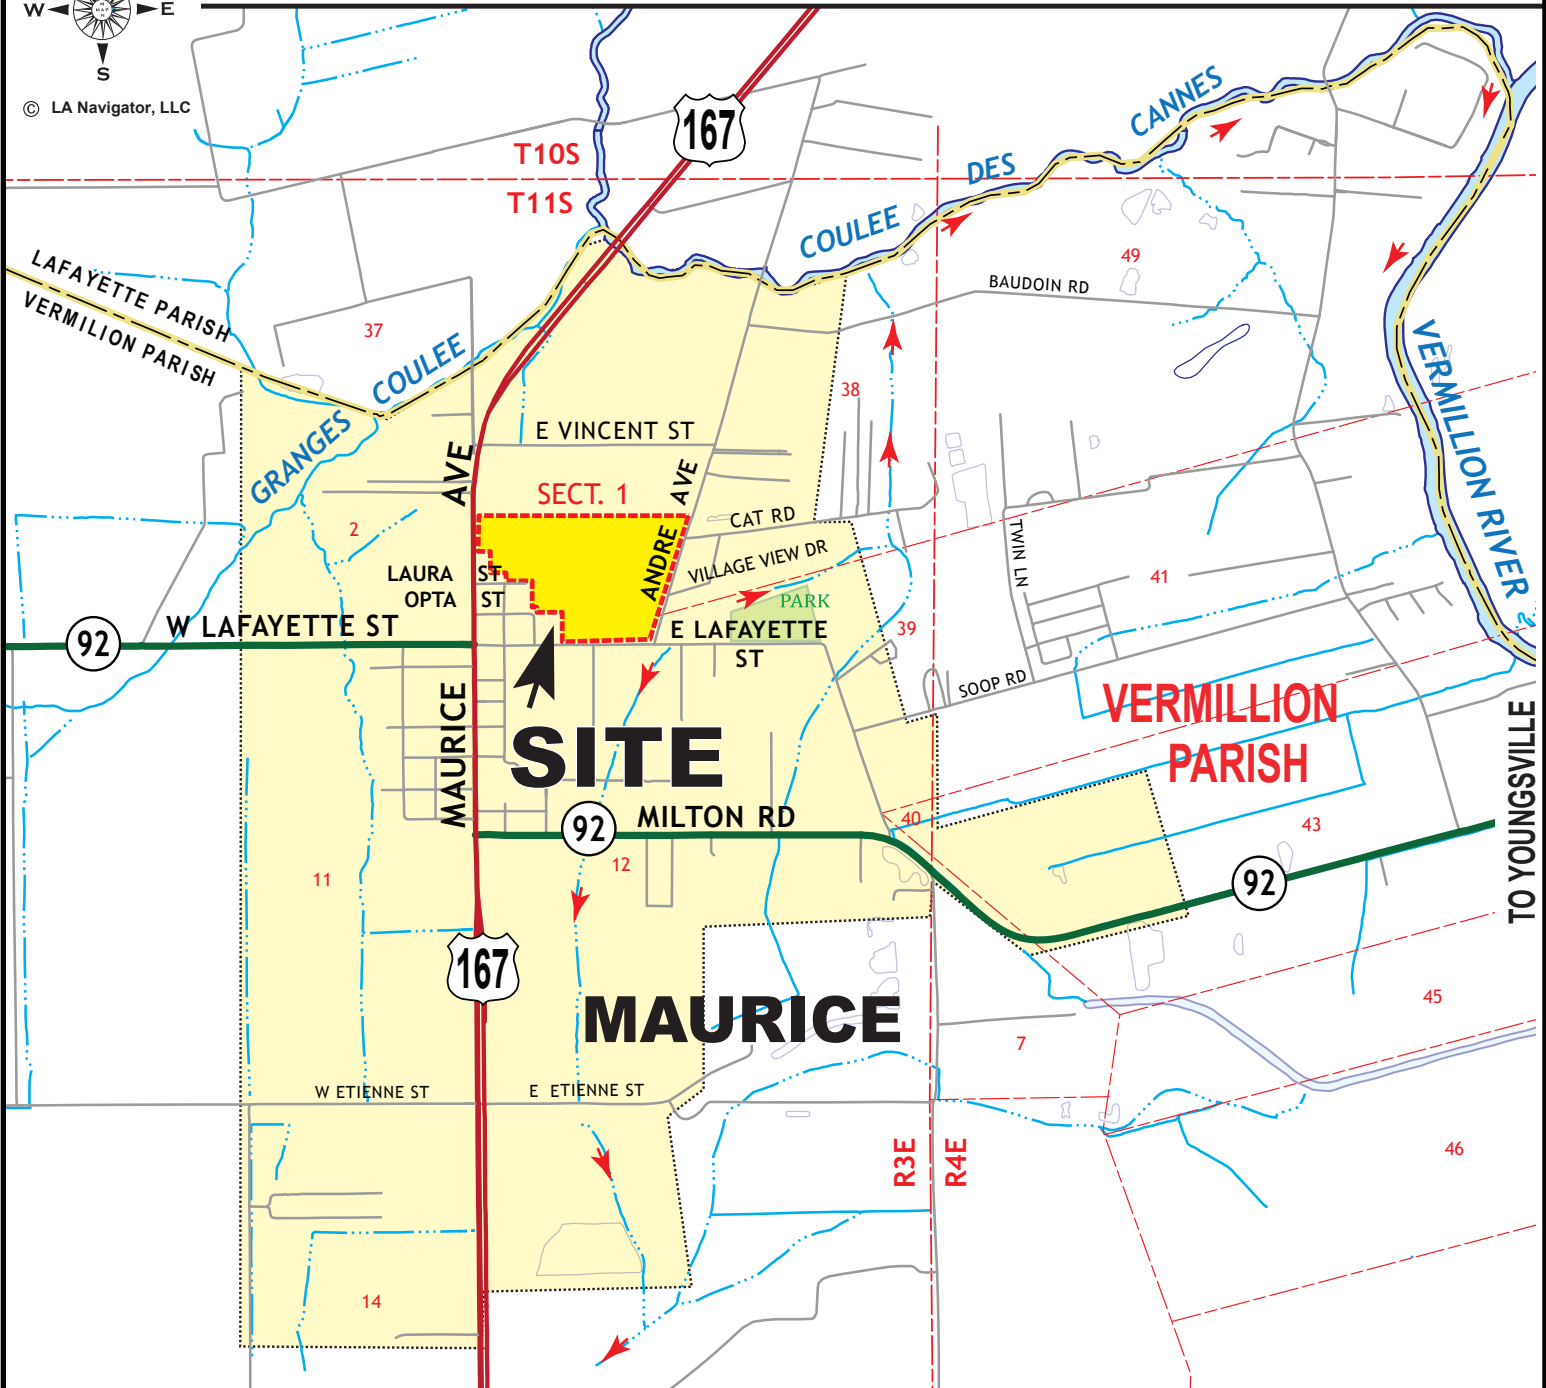 W
E
S
© LA Navigator, LLC
T10S
T11S
167
COULEE
DES
CANNES
LAFAYETTE PARISH
VERMILION PARISH
37
49
BAUDOIN RD
GRANGES
COULEE
38
E VINCENT ST
AVE
SECT. 1
ANDRE
AVE
CAT RD
VILLAGE VIEW DR
2
TWIN LN
41
VERMILLION RIVER
LAURA ST
OPTA ST
PARK
39
92
W LAFAYETTE ST
E LAFAYETTE
ST
SOOP RD
MAURICE
SITE
VERMILLION
PARISH
TO YOUNGSVILLE
92
MILTON RD
40
43
12
11
92
167
MAURICE
45
7
W ETIENNE ST
E ETIENNE ST
R3E
R4E
46
14